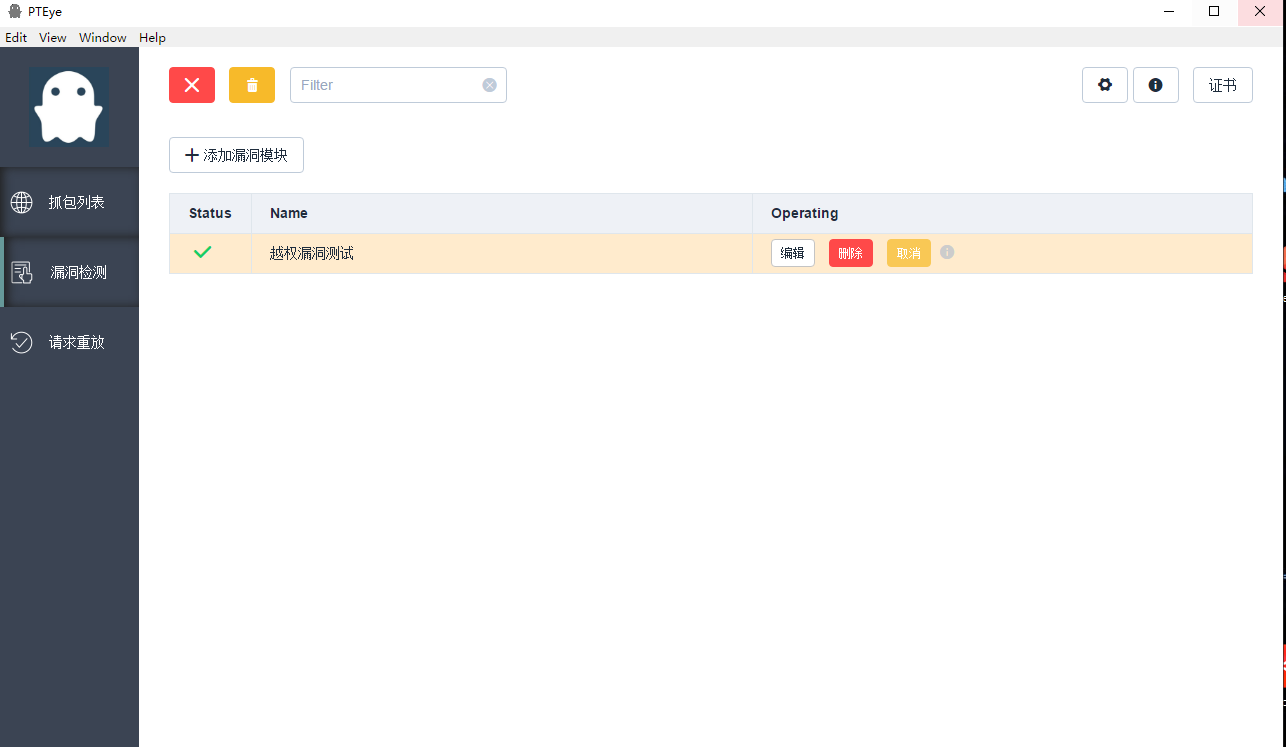 PTEye
Edit View Window Help
Filter
证书
添加漏洞模块
抓包列表
漏洞检测
请求重放
Status Name Operating
越权漏洞测试 编辑 删除 取消